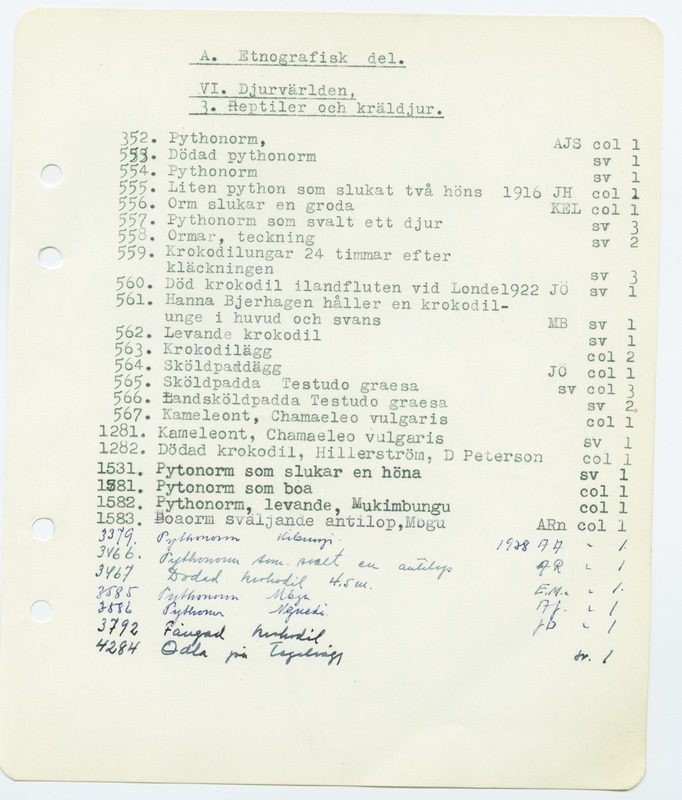 A. Etnografisk del.
VI. Djurvärlden,
3. Reptiler och kräldjur.
352. Pythonorm, AJS col 1
553. Dödad pythonorm sv 1
554. Pythonorm sv 1
555. Liten python som slukat två höns 1916 JH col 1
556. Orm slukar en groda KEL col 1
557. Pythonorm som svalt ett djur sv 3
558. Ormar, teckning sv 2
559. Krokodilungar 24 timmar efter
kläckningen sv 3
560. Död krokodil ilandfluten vid Londe1922 JÖ sv 1
561. Hanna Bjerhagen håller en krokodil-
unge i huvud och svans MB sv 1
562. Levande krokodil sv 1
563. Krokodilägg col 2
564. Sköldpaddägg JÖ col 1
565. Sköldpadda Testudo graesa sv col 3
566. Landsköldpadda Testudo graesa sv 2
567. Kameleont, Chamaeleo vulgaris col 1
1281. Kameleont, Chamaeleo vulgaris sv 1
1282. Dödad krokodil, Hillerström, D Peterson col 1
1531. Pytonorm som slukar en höna sv 1
1581. Pytonorm som boa col 1
1582. Pythonorm, levande, Mukimbungu col 1
1583. Boaorm sväljande antilop,Mbgu ARn col 1
3379. Pythonorm 1938 AA " 1
3466. Pythonorm som svalt en antilop AR " 1
3467 Dödad krokodil 4.5 m. E.M. " 1
3585 Pythonorm " 1
3586 " 1
3792 Fångad krokodil " 1
4284 Ödla på sv. 1